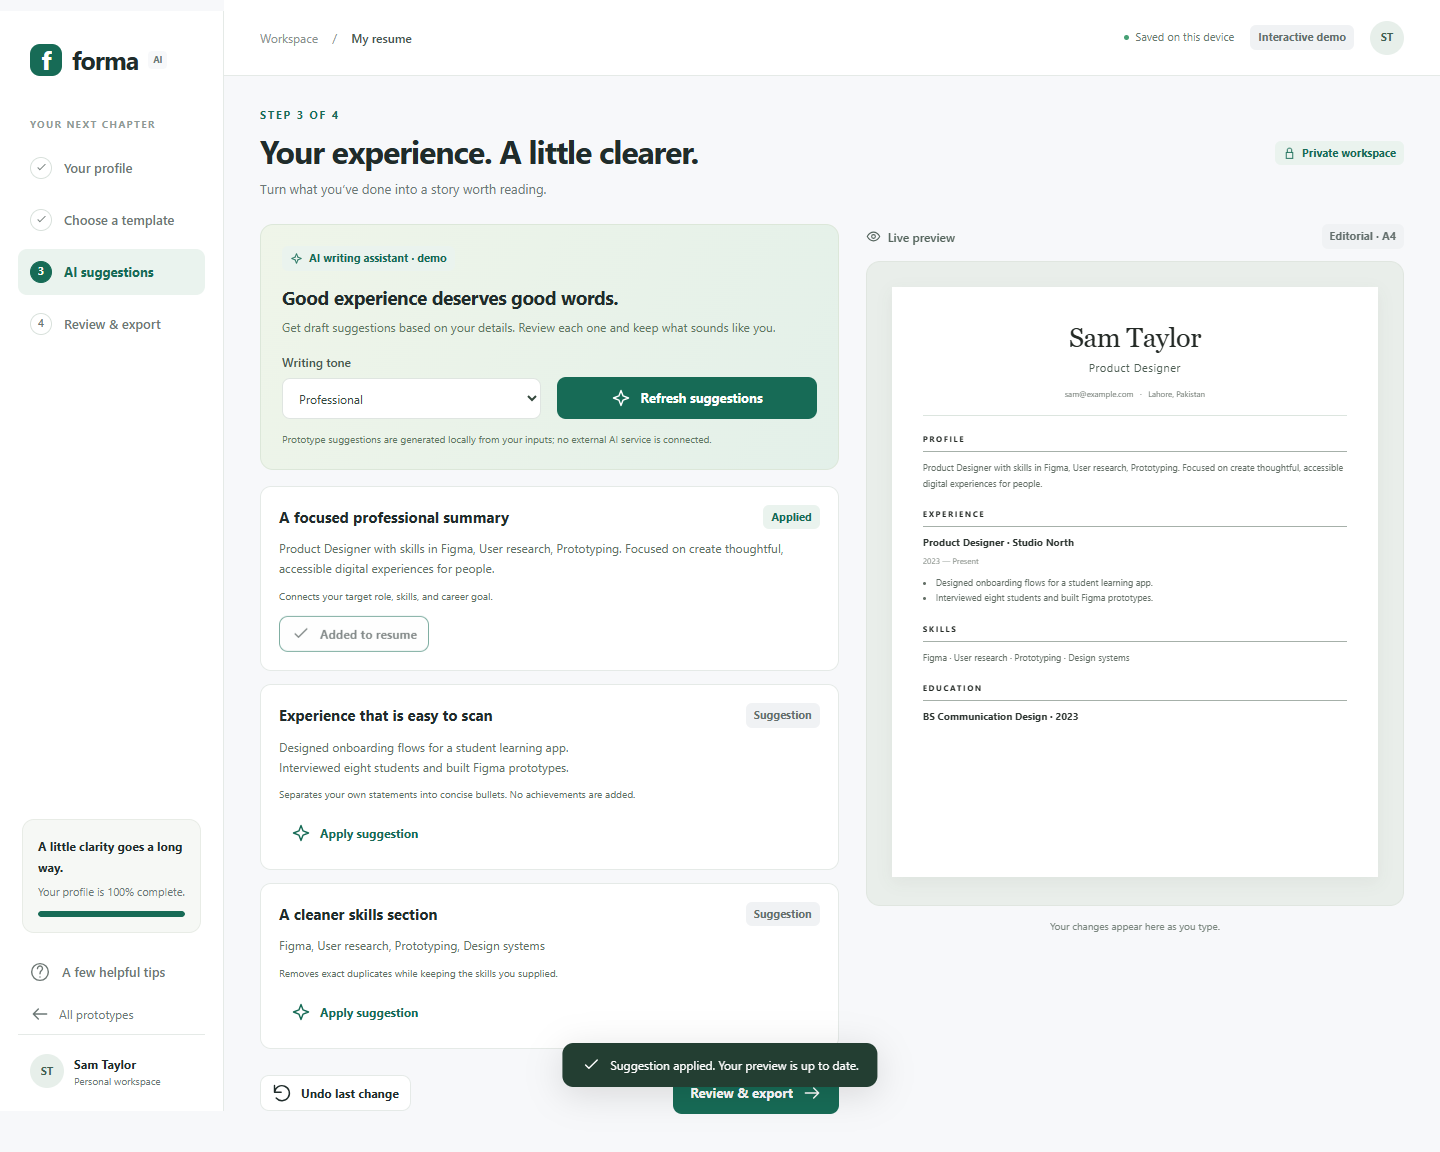 f forma AI
YOUR NEXT CHAPTER
Your profile
Choose a template
3 AI suggestions
4 Review & export
A little clarity goes a long
way.
Your profile is 100% complete.
A few helpful tips
All prototypes
ST Sam Taylor
Personal workspace
Workspace / My resume
Saved on this device
Interactive demo
ST
STEP 3 OF 4
Your experience. A little clearer.
Turn what you've done into a story worth reading.
Private workspace
AI writing assistant · demo
Good experience deserves good words.
Get draft suggestions based on your details. Review each one and keep what sounds like you.
Writing tone
Professional
Refresh suggestions
Prototype suggestions are generated locally from your inputs; no external AI service is connected.
A focused professional summary
Applied
Product Designer with skills in Figma, User research, Prototyping. Focused on create thoughtful,
accessible digital experiences for people.
Connects your target role, skills, and career goal.
Added to resume
Experience that is easy to scan
Suggestion
Designed onboarding flows for a student learning app.
Interviewed eight students and built Figma prototypes.
Separates your own statements into concise bullets. No achievements are added.
Apply suggestion
A cleaner skills section
Suggestion
Figma, User research, Prototyping, Design systems
Removes exact duplicates while keeping the skills you supplied.
Apply suggestion
Undo last change
Review & export
Suggestion applied. Your preview is up to date.
Live preview
Editorial · A4
Sam Taylor
Product Designer
sam@example.com · Lahore, Pakistan
PROFILE
Product Designer with skills in Figma, User research, Prototyping. Focused on create thoughtful, accessible
digital experiences for people.
EXPERIENCE
Product Designer · Studio North
2023 — Present
• Designed onboarding flows for a student learning app.
• Interviewed eight students and built Figma prototypes.
SKILLS
Figma · User research · Prototyping · Design systems
EDUCATION
BS Communication Design · 2023
Your changes appear here as you type.